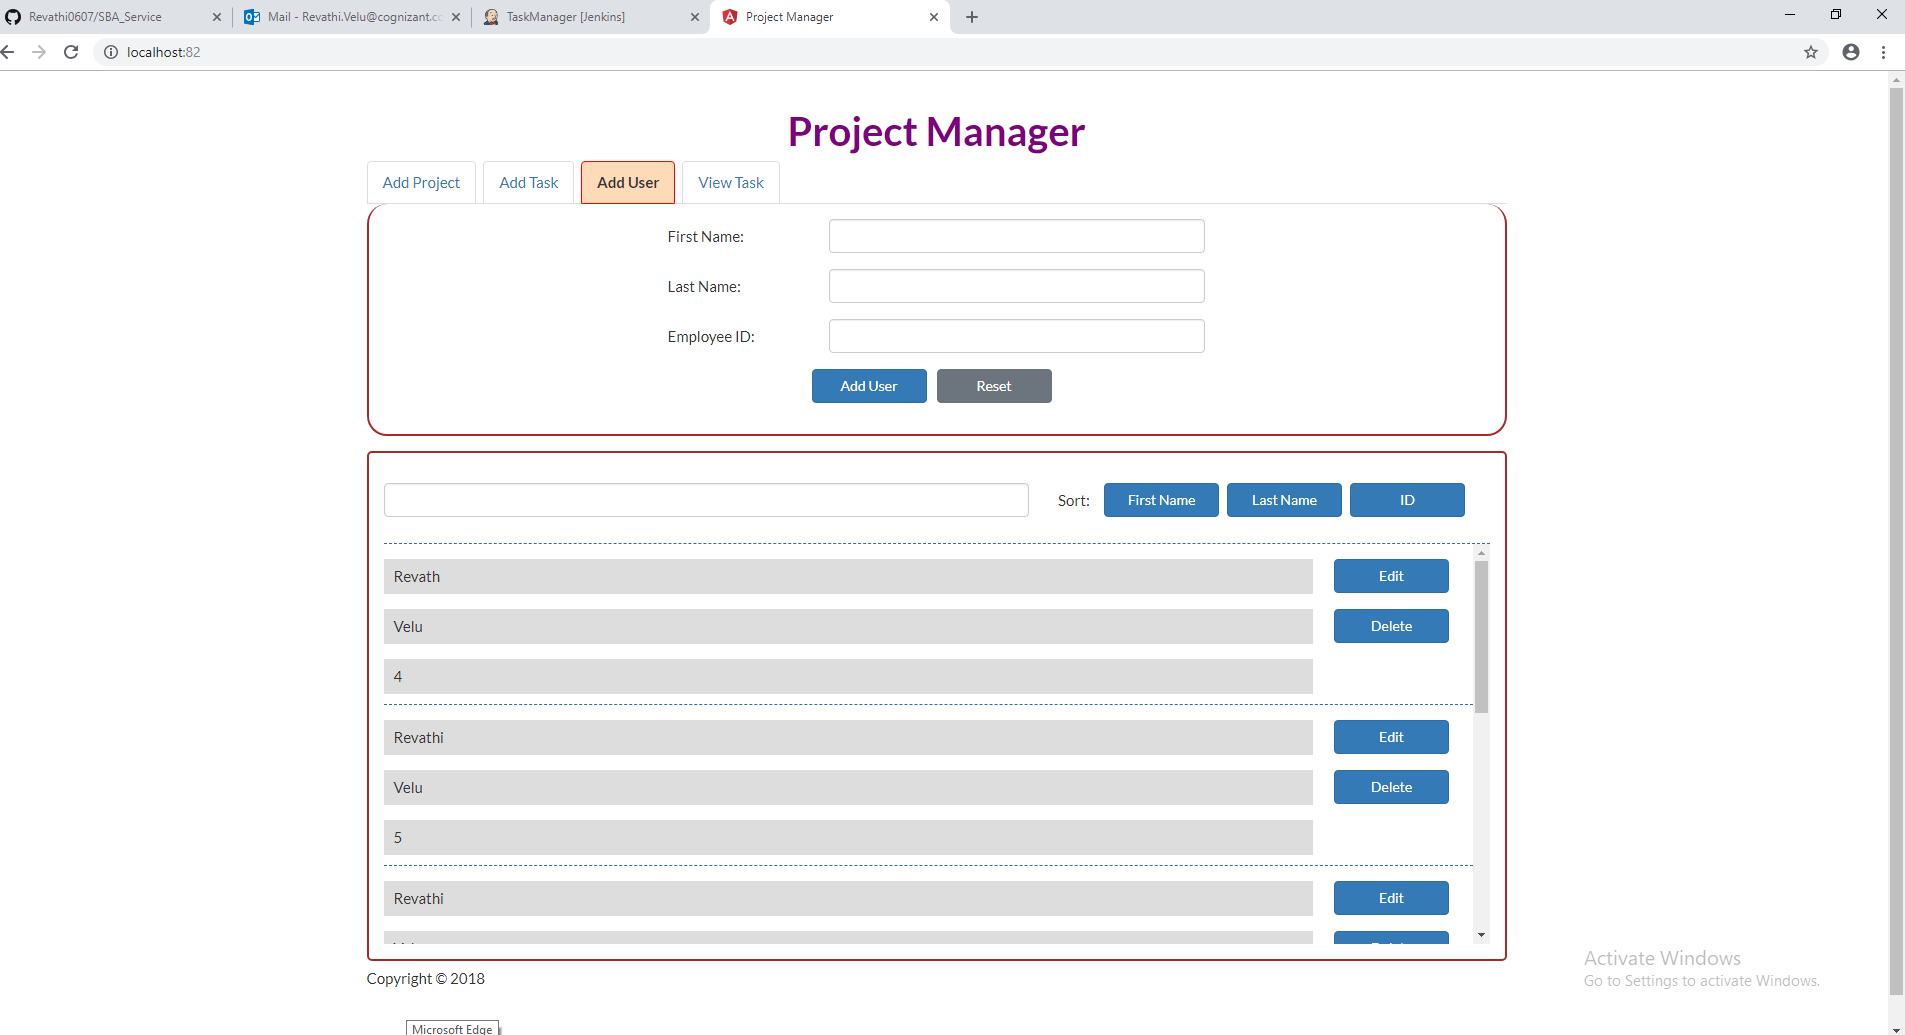 Revathi0607/SBA_Service
Mail - Revathi.Velu@cognizant.co
TaskManager [Jenkins]
Project Manager
localhost:82
Project Manager
Add Project
Add Task
Add User
View Task
First Name:
Last Name:
Employee ID:
Add User
Reset
Sort:
First Name
Last Name
ID
Revath
Edit
Velu
Delete
4
Revathi
Edit
Velu
Delete
5
Revathi
Edit
Copyright © 2018
Activate Windows
Go to Settings to activate Windows.
Microsoft Edge